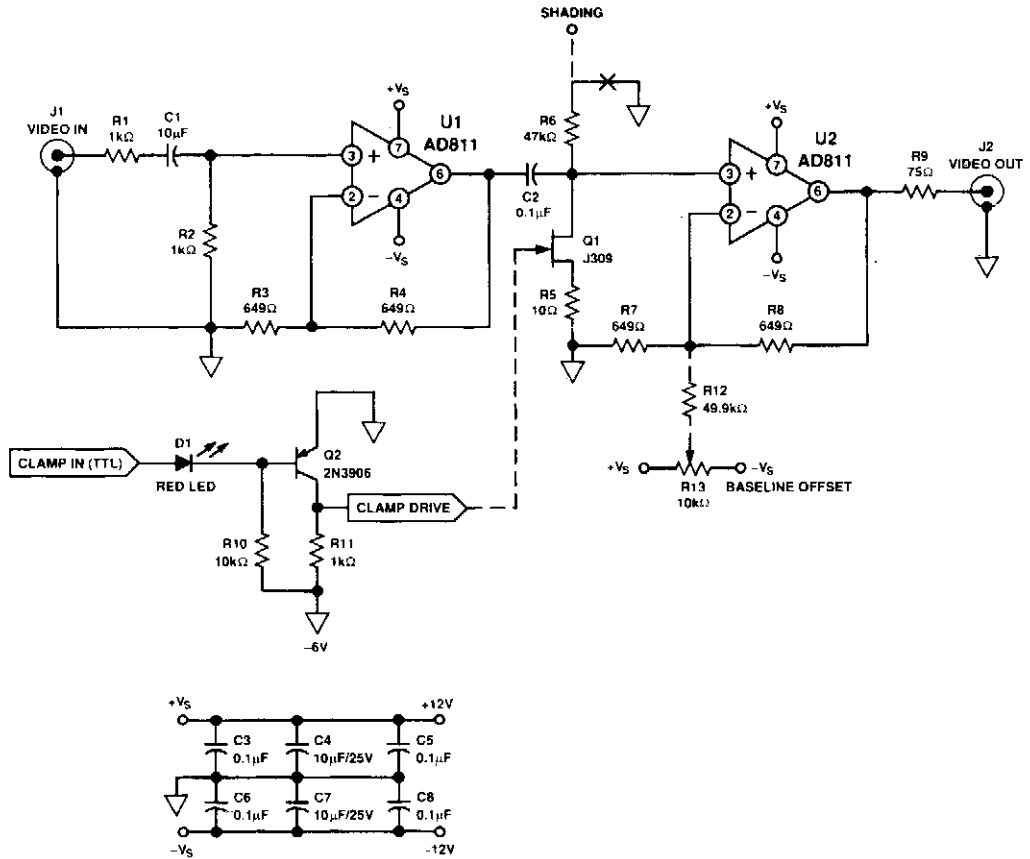 SHADING
J1
VIDEO IN
R1
1kΩ
C1
10μF
R2
1kΩ
+VS
U1
AD811
3
+
7
2
−
4
6
−VS
R3
649Ω
R4
649Ω
C2
0.1μF
R6
47kΩ
Q1
J309
R5
10Ω
+VS
U2
AD811
3
+
7
2
−
4
6
−VS
R9
75Ω
J2
VIDEO OUT
R7
649Ω
R8
649Ω
R12
49.9kΩ
+VS
−VS
R13
10kΩ
BASELINE OFFSET
CLAMP IN (TTL)
D1
RED LED
Q2
2N3906
CLAMP DRIVE
R10
10kΩ
R11
1kΩ
−6V
+VS
+12V
C3
0.1μF
C4
10μF/25V
C5
0.1μF
C6
0.1μF
C7
10μF/25V
C8
0.1μF
−VS
-12V